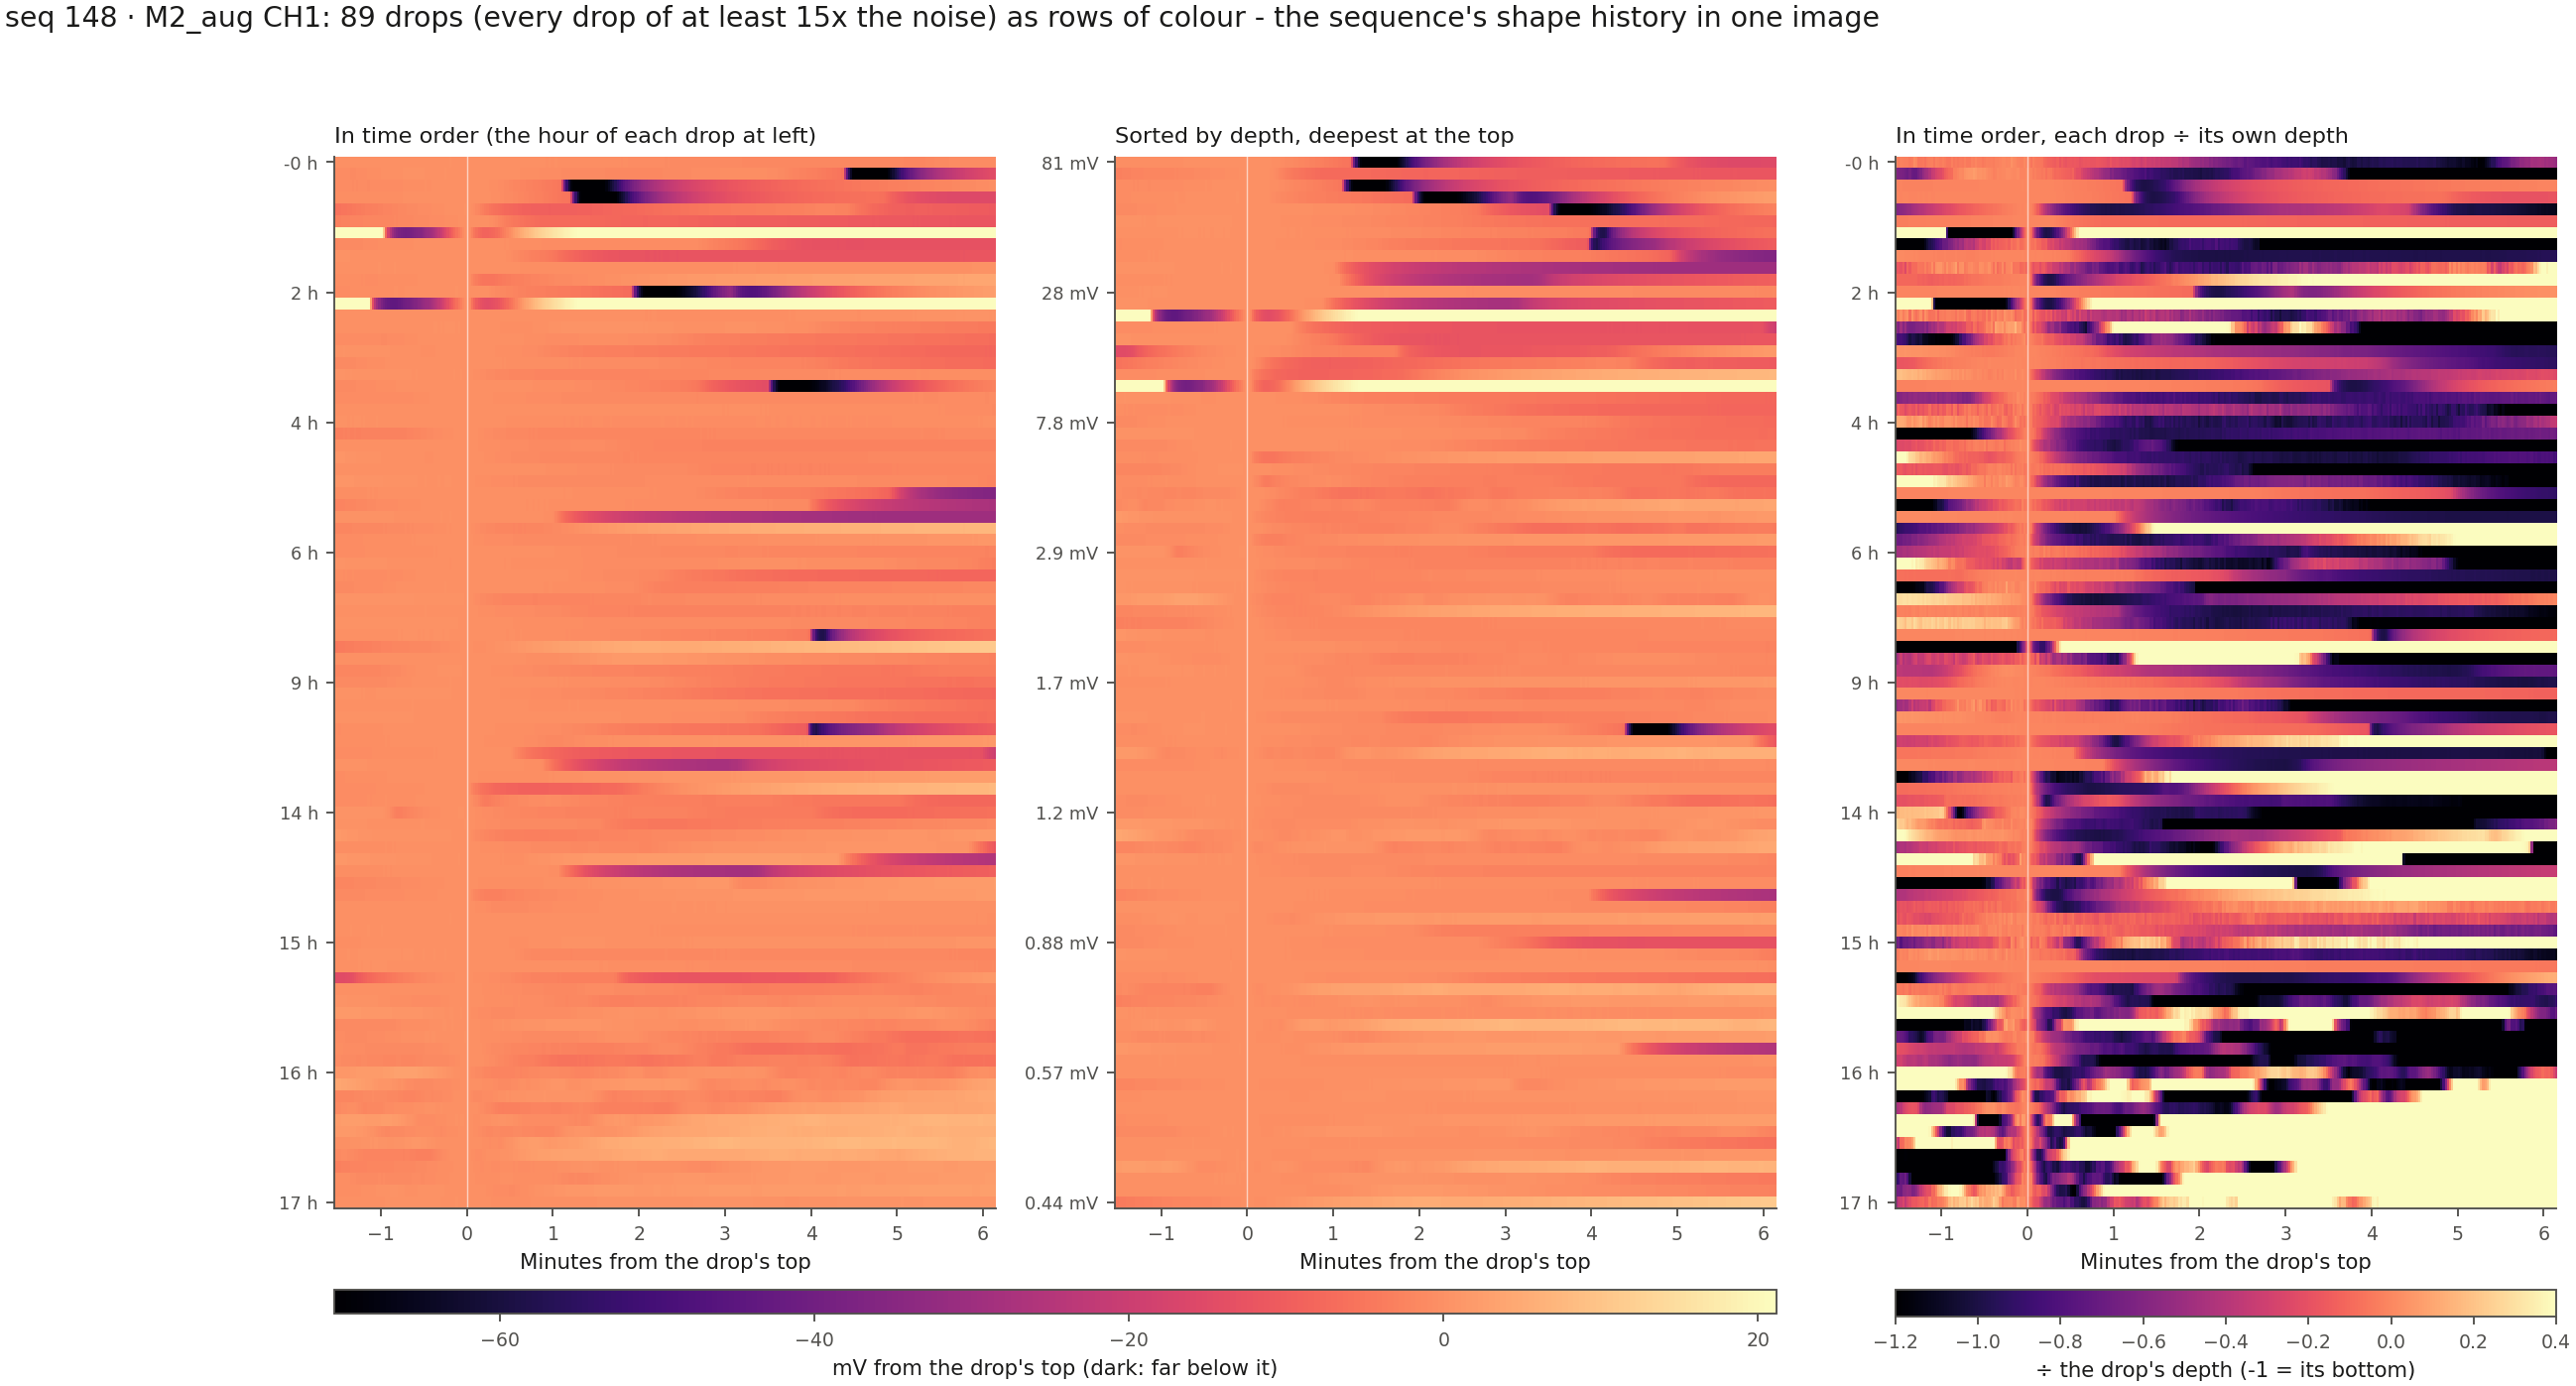 seq 148 · M2_aug CH1: 89 drops (every drop of at least 15x the noise) as rows of colour - the sequence's shape history in one image
In time order (the hour of each drop at left)
-0 h
2 h
4 h
6 h
9 h
14 h
15 h
16 h
17 h
−1 0 1 2 3 4 5 6
Minutes from the drop's top
Sorted by depth, deepest at the top
81 mV
28 mV
7.8 mV
2.9 mV
1.7 mV
1.2 mV
0.88 mV
0.57 mV
0.44 mV
−1 0 1 2 3 4 5 6
Minutes from the drop's top
In time order, each drop ÷ its own depth
-0 h
2 h
4 h
6 h
9 h
14 h
15 h
16 h
17 h
−1 0 1 2 3 4 5 6
Minutes from the drop's top
−60 −40 −20 0 20
mV from the drop's top (dark: far below it)
−1.2 −1.0 −0.8 −0.6 −0.4 −0.2 0.0 0.2 0.4
÷ the drop's depth (-1 = its bottom)